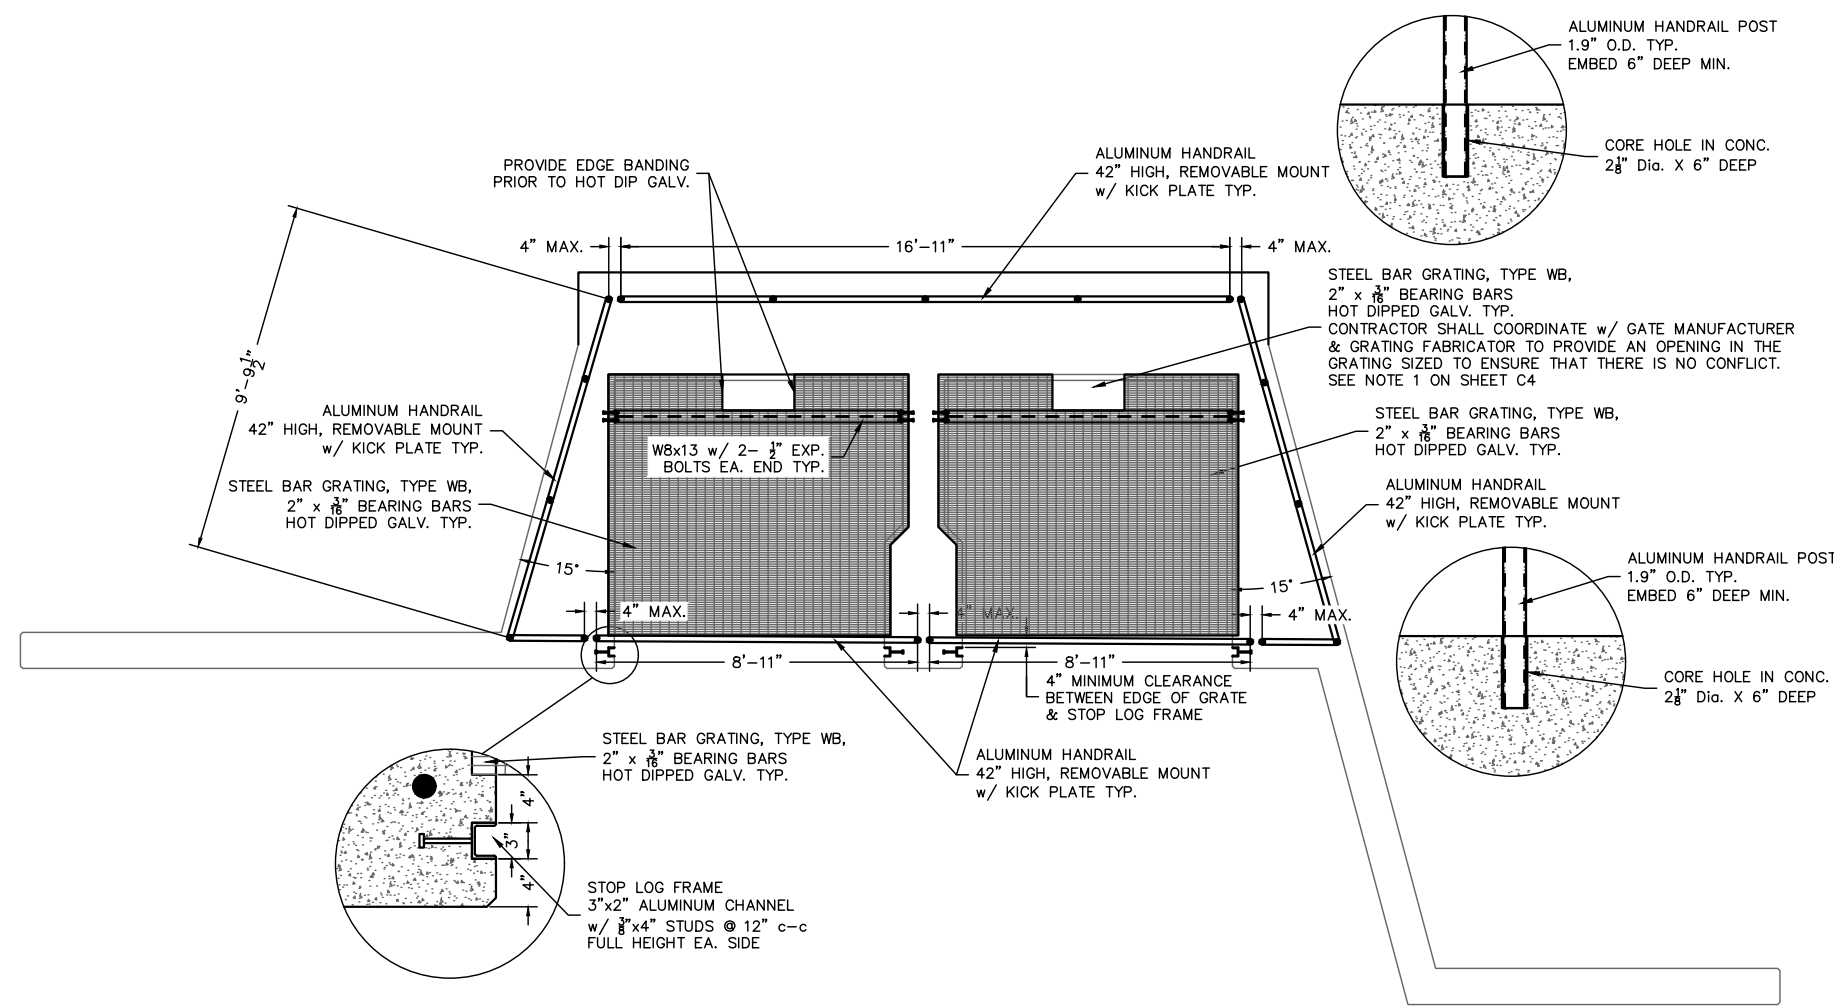 ALUMINUM HANDRAIL POST
1.9" O.D. TYP.
EMBED 6" DEEP MIN.
CORE HOLE IN CONC.
2 1/8" Dia. X 6" DEEP
PROVIDE EDGE BANDING
PRIOR TO HOT DIP GALV.
ALUMINUM HANDRAIL
42" HIGH, REMOVABLE MOUNT
w/ KICK PLATE TYP.
4" MAX.
16'-11"
4" MAX.
STEEL BAR GRATING, TYPE WB,
2" x 3/16" BEARING BARS
HOT DIPPED GALV. TYP.
CONTRACTOR SHALL COORDINATE w/ GATE MANUFACTURER
& GRATING FABRICATOR TO PROVIDE AN OPENING IN THE
GRATING SIZED TO ENSURE THAT THERE IS NO CONFLICT.
SEE NOTE 1 ON SHEET C4
9'-9 1/2"
ALUMINUM HANDRAIL
42" HIGH, REMOVABLE MOUNT
w/ KICK PLATE TYP.
STEEL BAR GRATING, TYPE WB,
2" x 3/16" BEARING BARS
HOT DIPPED GALV. TYP.
W8x13 w/ 2- 1/2" EXP.
BOLTS EA. END TYP.
STEEL BAR GRATING, TYPE WB,
2" x 3/16" BEARING BARS
HOT DIPPED GALV. TYP.
ALUMINUM HANDRAIL
42" HIGH, REMOVABLE MOUNT
w/ KICK PLATE TYP.
15°
15°
4" MAX.
4" MAX.
4" MAX.
8'-11"
8'-11"
4" MINIMUM CLEARANCE
BETWEEN EDGE OF GRATE
& STOP LOG FRAME
ALUMINUM HANDRAIL POST
1.9" O.D. TYP.
EMBED 6" DEEP MIN.
CORE HOLE IN CONC.
2 1/8" Dia. X 6" DEEP
STEEL BAR GRATING, TYPE WB,
2" x 3/16" BEARING BARS
HOT DIPPED GALV. TYP.
ALUMINUM HANDRAIL
42" HIGH, REMOVABLE MOUNT
w/ KICK PLATE TYP.
4"
3"
4"
STOP LOG FRAME
3"x2" ALUMINUM CHANNEL
w/ 3/8"x4" STUDS @ 12" c-c
FULL HEIGHT EA. SIDE